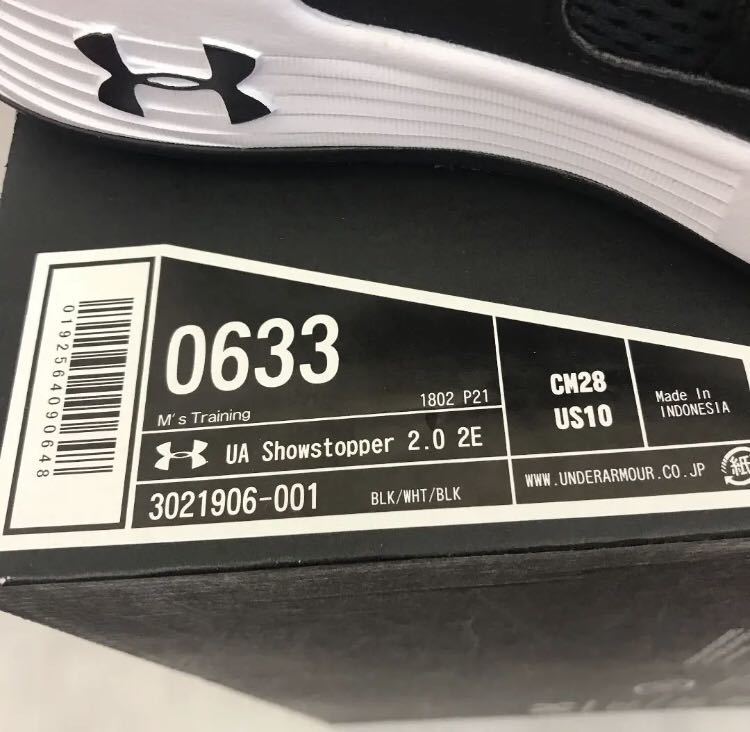 0192564090648
0633
M's Training
1802 P21
UA Showstopper 2.0 2E
3021906-001
BLK/WHT/BLK
CM28
US10
Made In
INDONESIA
WWW.UNDERARMOUR.CO.JP
紙